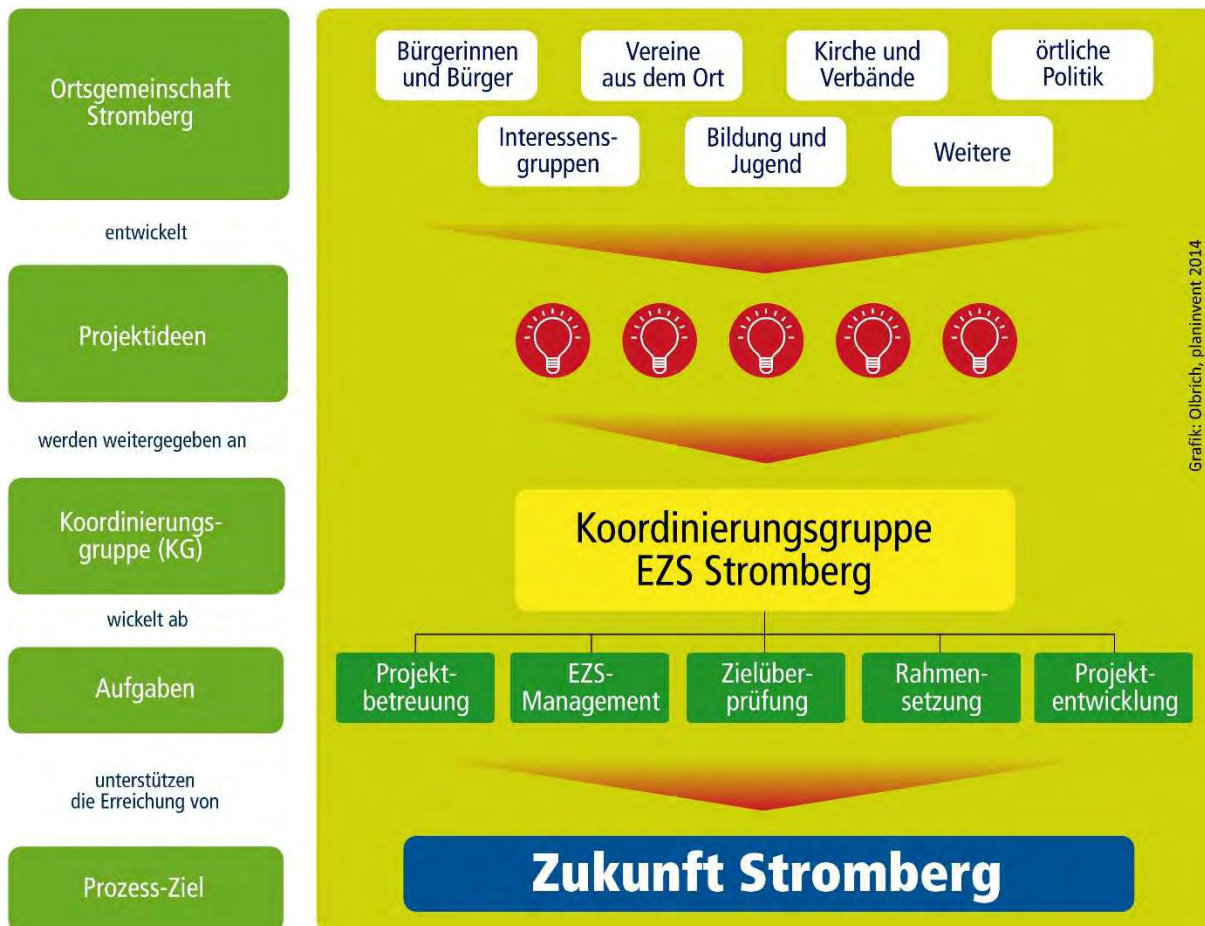 Ortsgemeinschaft
Stromberg
entwickelt
Projektideen
werden weitergegeben an
Koordinierungs-
gruppe (KG)
wickelt ab
Aufgaben
unterstützen
die Erreichung von
Prozess-Ziel
Bürgerinnen
und Bürger
Vereine
aus dem Ort
Kirche und
Verbände
örtliche
Politik
Interessens-
gruppen
Bildung und
Jugend
Weitere
Koordinierungsgruppe
EZS Stromberg
Projekt-
betreuung
EZS-
Management
Zielüber-
prüfung
Rahmen-
setzung
Projekt-
entwicklung
Zukunft Stromberg
Grafik: Olbrich, planinvent 2014